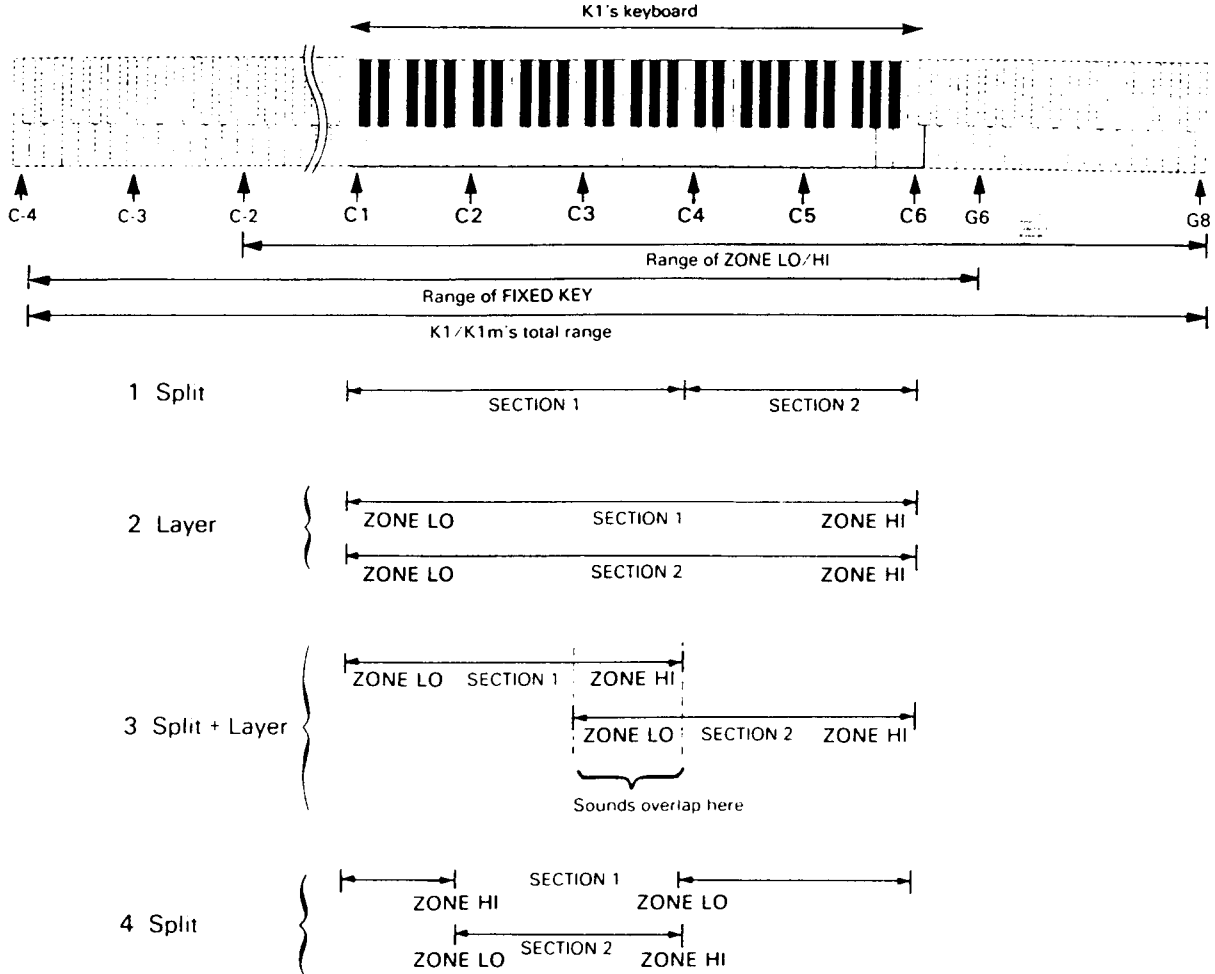 K1's keyboard
C-4 C-3 C-2 C1 C2 C3 C4 C5 C6 G6 G8
Range of ZONE LO/HI
Range of FIXED KEY
K1/K1m's total range
1 Split
SECTION 1 SECTION 2
2 Layer
ZONE LO SECTION 1 ZONE HI
ZONE LO SECTION 2 ZONE HI
3 Split + Layer
ZONE LO SECTION 1 ZONE HI
ZONE LO SECTION 2 ZONE HI
Sounds overlap here
4 Split
SECTION 1
ZONE HI ZONE LO
SECTION 2
ZONE LO ZONE HI